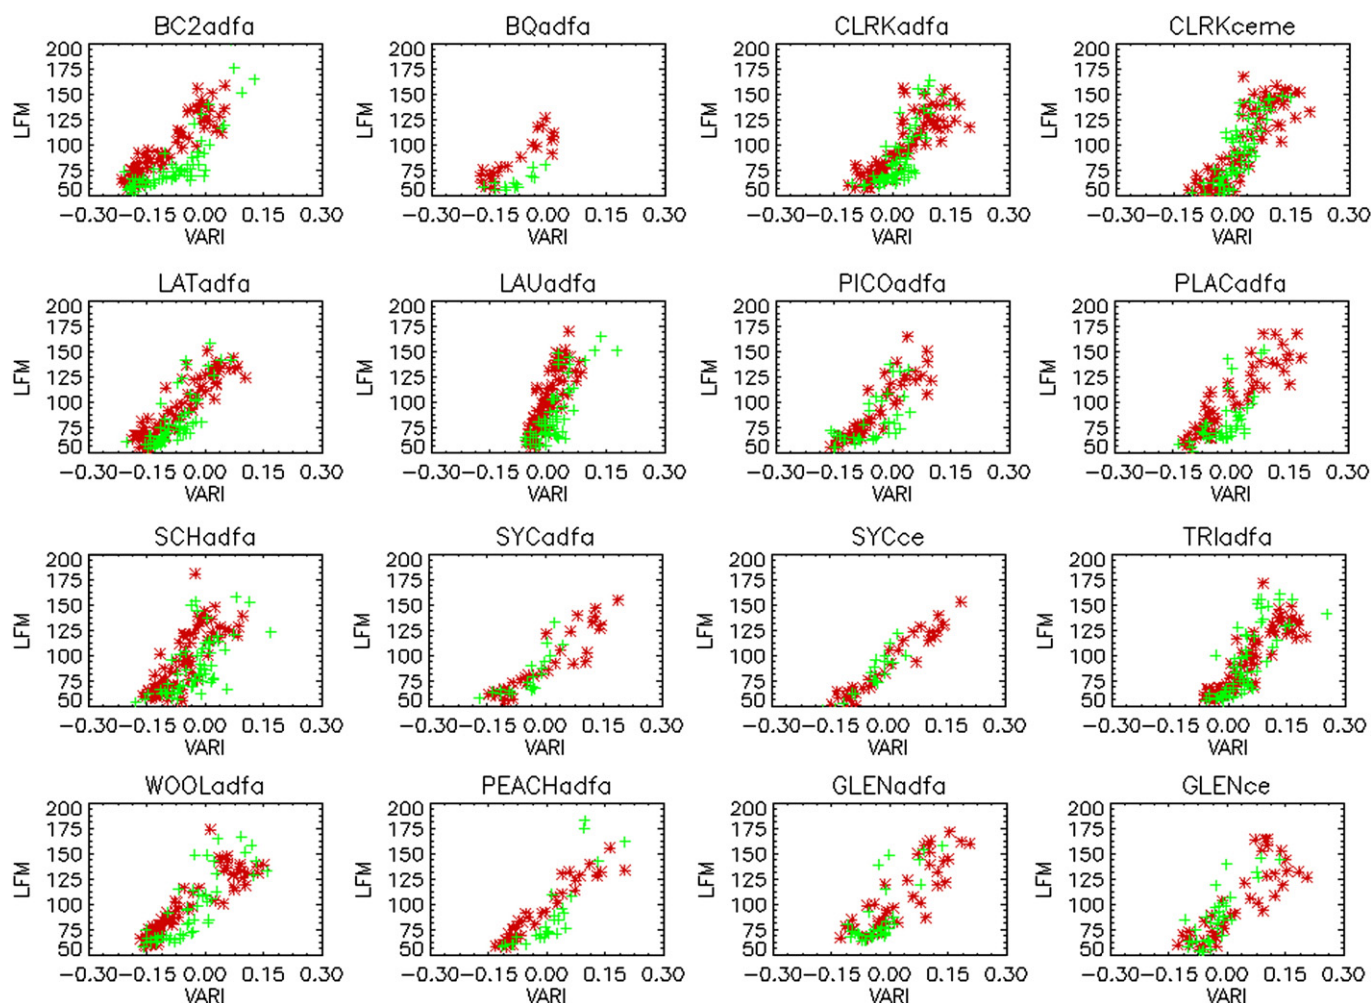 BC2adfa BQadfa CLRKadfa CLRKceme
200 200 200 200
175 175 175 175
150 150 150 150
125 125 125 125
LFM LFM LFM LFM
100 100 100 100
75 75 75 75
50 50 50 50
−0.30−0.15 0.00 0.15 0.30 −0.30−0.15 0.00 0.15 0.30 −0.30−0.15 0.00 0.15 0.30 −0.30−0.15 0.00 0.15 0.30
VARI VARI VARI VARI
LATadfa LAUadfa PICOadfa PLACadfa
200 200 200 200
175 175 175 175
150 150 150 150
125 125 125 125
LFM LFM LFM LFM
100 100 100 100
75 75 75 75
50 50 50 50
−0.30−0.15 0.00 0.15 0.30 −0.30−0.15 0.00 0.15 0.30 −0.30−0.15 0.00 0.15 0.30 −0.30−0.15 0.00 0.15 0.30
VARI VARI VARI VARI
SCHadfa SYCadfa SYCce TRIadfa
200 200 200 200
175 175 175 175
150 150 150 150
125 125 125 125
LFM LFM LFM LFM
100 100 100 100
75 75 75 75
50 50 50 50
−0.30−0.15 0.00 0.15 0.30 −0.30−0.15 0.00 0.15 0.30 −0.30−0.15 0.00 0.15 0.30 −0.30−0.15 0.00 0.15 0.30
VARI VARI VARI VARI
WOOLadfa PEACHadfa GLENadfa GLENce
200 200 200 200
175 175 175 175
150 150 150 150
125 125 125 125
LFM LFM LFM LFM
100 100 100 100
75 75 75 75
50 50 50 50
−0.30−0.15 0.00 0.15 0.30 −0.30−0.15 0.00 0.15 0.30 −0.30−0.15 0.00 0.15 0.30 −0.30−0.15 0.00 0.15 0.30
VARI VARI VARI VARI